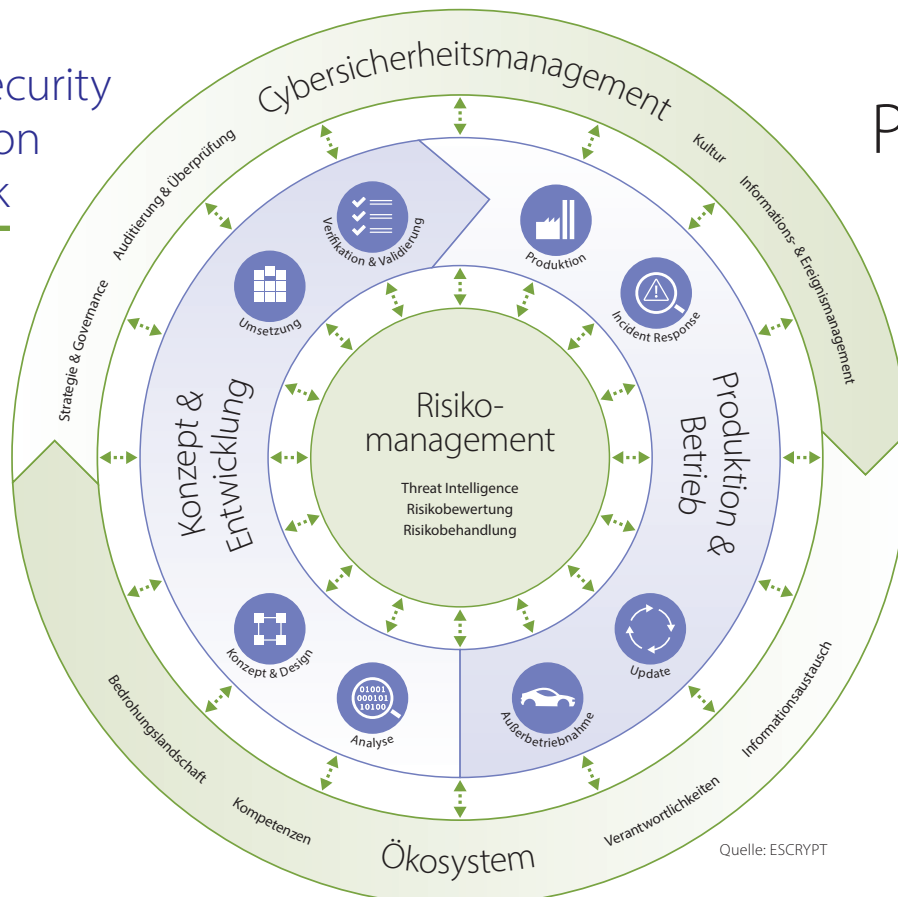 ecurity
on
k
P
Cybersicherheitsmanagement
Strategie & Governance
Auditierung & Überprüfung
Kultur
Informations- & Ereignismanagement
Verifikation & Validierung
Umsetzung
Produktion
Incident Response
Konzept &
Entwicklung
Risiko-
management
Threat Intelligence
Risikobewertung
Risikobehandlung
Produktion &
Betrieb
Konzept & Design
01001
000101
10100
Analyse
Außerbetriebnahme
Update
Bedrohungslandschaft
Kompetenzen
Ökosystem
Verantwortlichkeiten
Informationsaustausch
Quelle: ESCRYPT